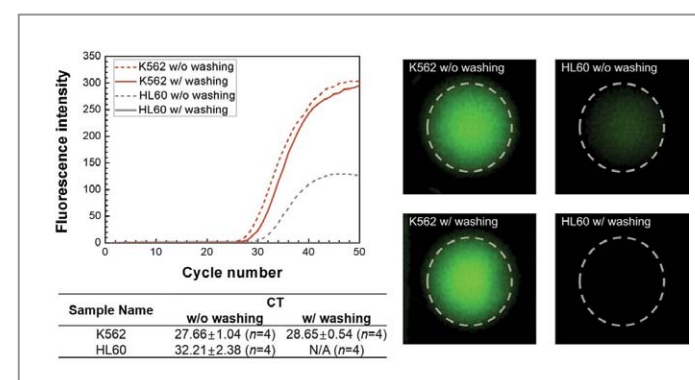 350
300
250
200
150
100
50
0
Fluorescence intensity
K562 w/o washing
K562 w/ washing
HL60 w/o washing
HL60 w/ washing
0 10 20 30 40 50
Cycle number
K562 w/o washing
HL60 w/o washing
K562 w/ washing
HL60 w/ washing
Sample Name CT
w/o washing w/ washing
K562 27.66±1.04 (n=4) 28.65±0.54 (n=4)
HL60 32.21±2.38 (n=4) N/A (n=4)